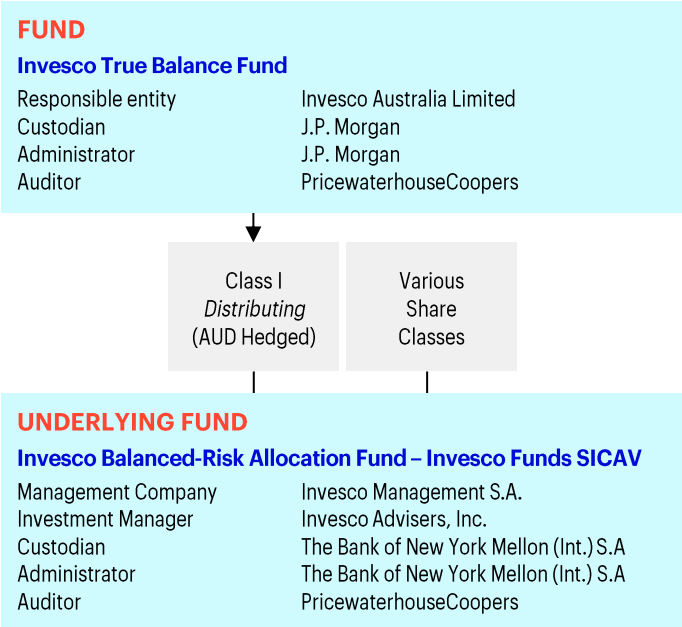 FUND
Invesco True Balance Fund
Responsible entity Invesco Australia Limited
Custodian J.P. Morgan
Administrator J.P. Morgan
Auditor PricewaterhouseCoopers
Class I
Distributing
(AUD Hedged)
Various
Share
Classes
UNDERLYING FUND
Invesco Balanced-Risk Allocation Fund – Invesco Funds SICAV
Management Company Invesco Management S.A.
Investment Manager Invesco Advisers, Inc.
Custodian The Bank of New York Mellon (Int.) S.A
Administrator The Bank of New York Mellon (Int.) S.A
Auditor PricewaterhouseCoopers